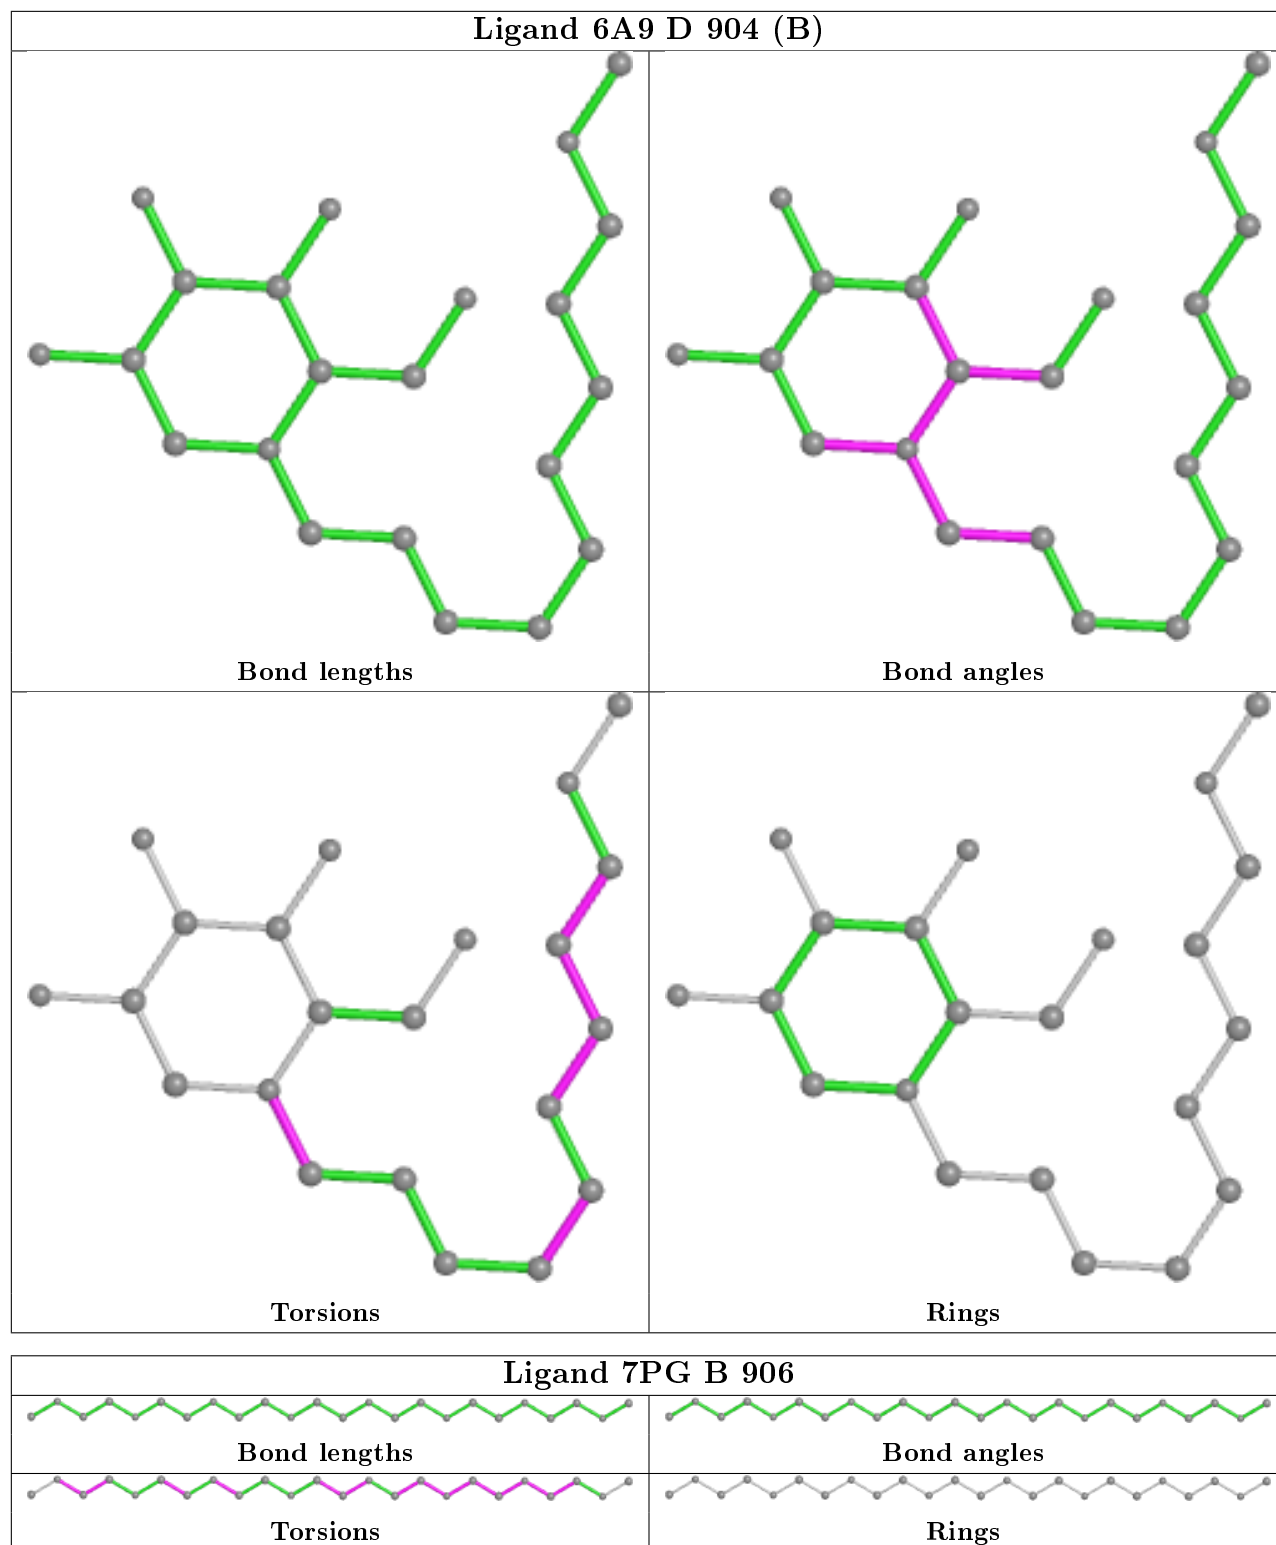 Ligand 6A9 D 904 (B)
Bond lengths
Bond angles
Torsions
Rings
Ligand 7PG B 906
Bond lengths
Bond angles
Torsions
Rings